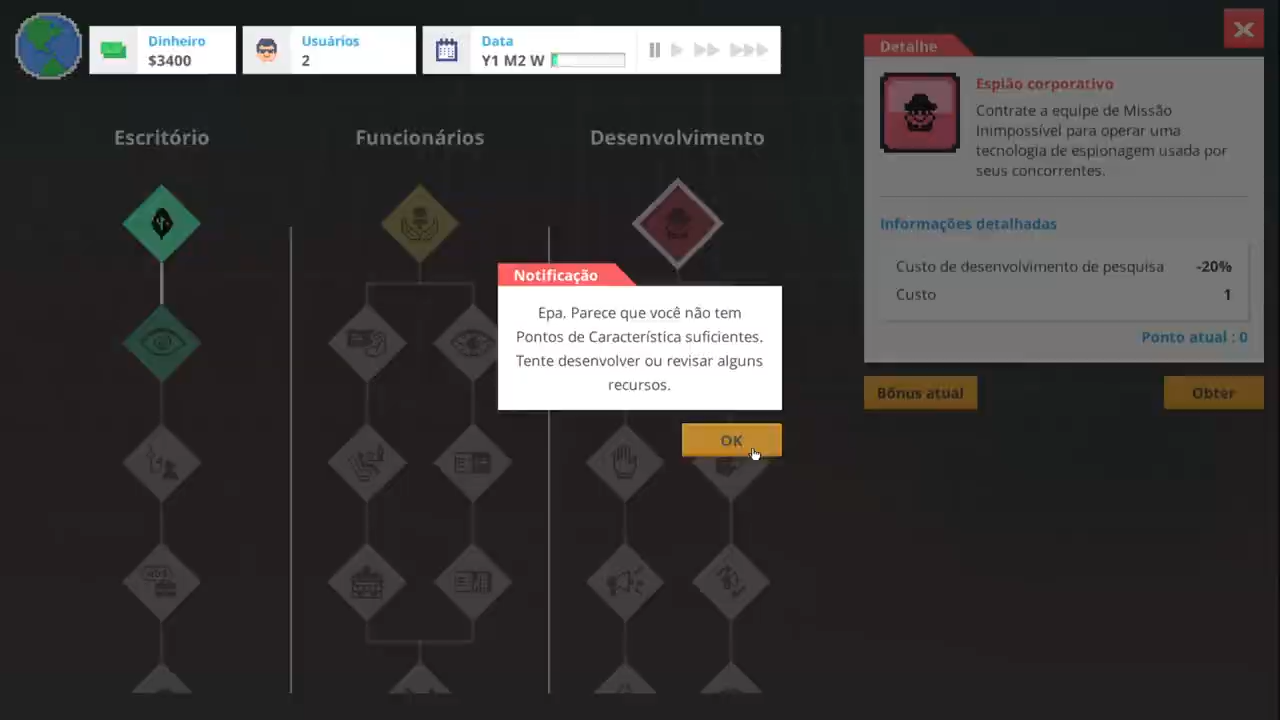 Dinheiro
$3400
Usuários
2
Data
Y1 M2 W
Detalhe
Espião corporativo
Contrate a equipe de Missão
Inimpossível para operar uma
tecnologia de espionagem usada por
seus concorrentes.
Informações detalhadas
Custo de desenvolvimento de pesquisa -20%
Custo 1
Ponto atual : 0
Bônus atual
Obter
Escritório
Funcionários
Desenvolvimento
Notificação
Epa. Parece que você não tem
Pontos de Característica suficientes.
Tente desenvolver ou revisar alguns
recursos.
OK